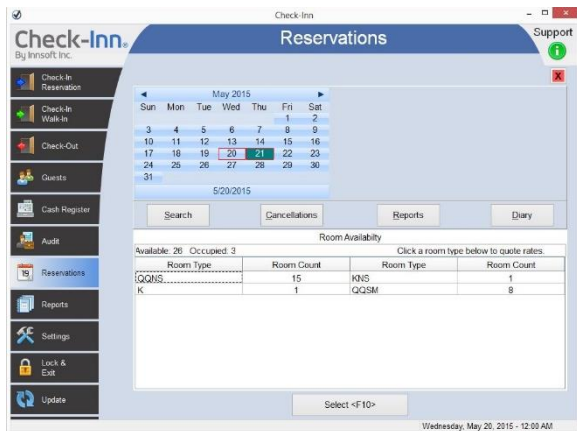 Check-Inn
Check-Inn®
By Innsoft Inc.
Reservations
Support
X
Check-In
Reservation
Check-In
Walk-In
Check-Out
Guests
Cash Register
Audit
19
Reservations
Reports
Settings
Lock &
Exit
Update
May 2015
Sun Mon Tue Wed Thu Fri Sat
1 2
3 4 5 6 7 8 9
10 11 12 13 14 15 16
17 18 19 20 21 22 23
24 25 26 27 28 29 30
31
5/20/2015
Search Cancellations Reports Diary
Room Availabilty
Available: 26 Occupied: 3 Click a room type below to quote rates.
Room Type Room Count Room Type Room Count
QQNS 15 KNS 1
K 1 QQSM 8
Select <F10>
Wednesday, May 20, 2015 - 12:00 AM